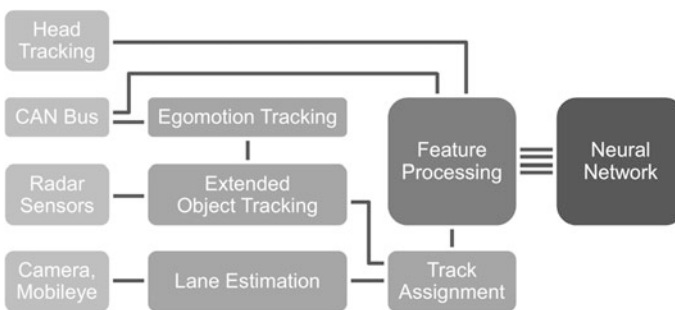 Head
Tracking
CAN Bus
Egomotion Tracking
Feature
Processing
Neural
Network
Radar
Sensors
Extended
Object Tracking
Camera,
Mobileye
Lane Estimation
Track
Assignment